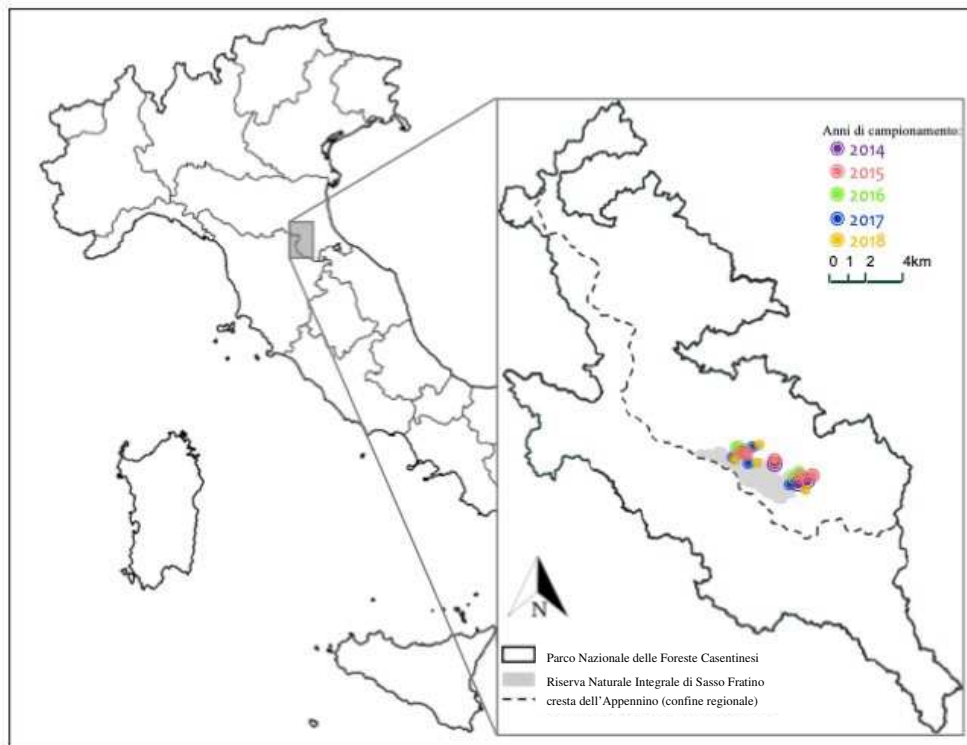 Anni di campionamento:
2014
2015
2016
2017
2018
0 1 2 4km
N
Parco Nazionale delle Foreste Casentinesi
Riserva Naturale Integrale di Sasso Fratino
cresta dell'Appennino (confine regionale)